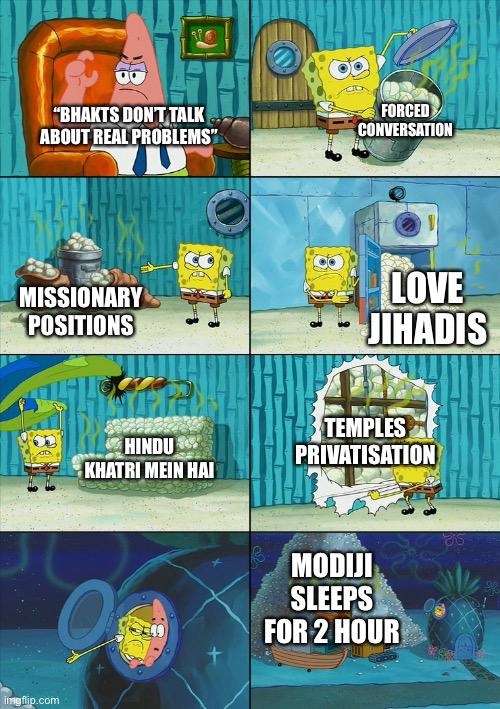 “BHAKTS DON’T TALK
ABOUT REAL PROBLEMS”
FORCED
CONVERSATION
MISSIONARY
POSITIONS
LOVE
JIHADIS
HINDU
KHATRI MEIN HAI
TEMPLES
PRIVATISATION
MODIJI
SLEEPS
FOR 2 HOUR
imgflip.com